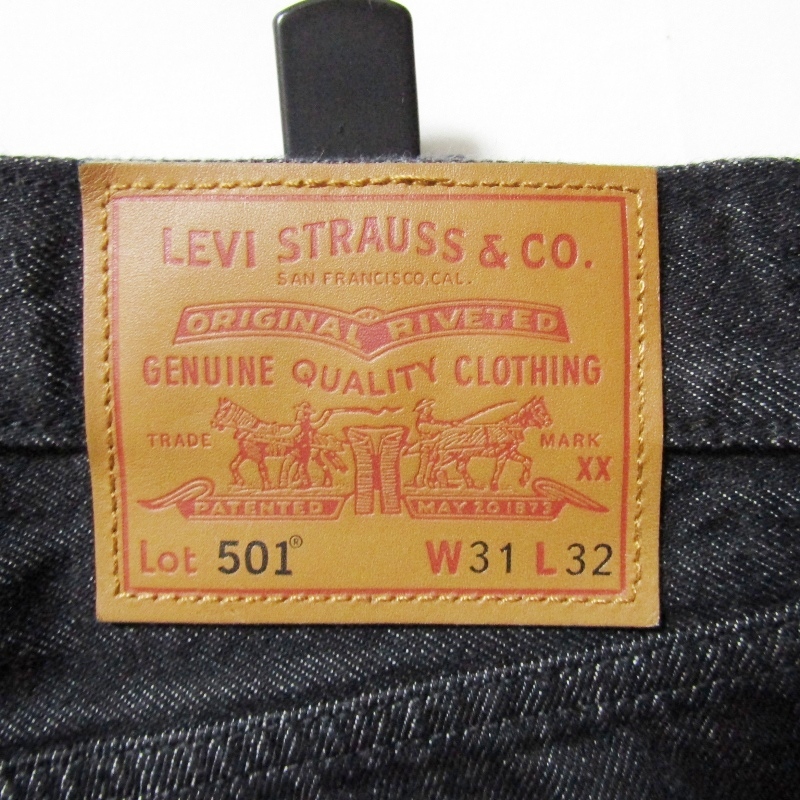 LEVI STRAUSS & CO.
SAN FRANCISCO, CAL.
ORIGINAL RIVETED
GENUINE QUALITY CLOTHING
TRADE MARK
XX
PATENTED MAY 20 1873
Lot 501® W31 L32